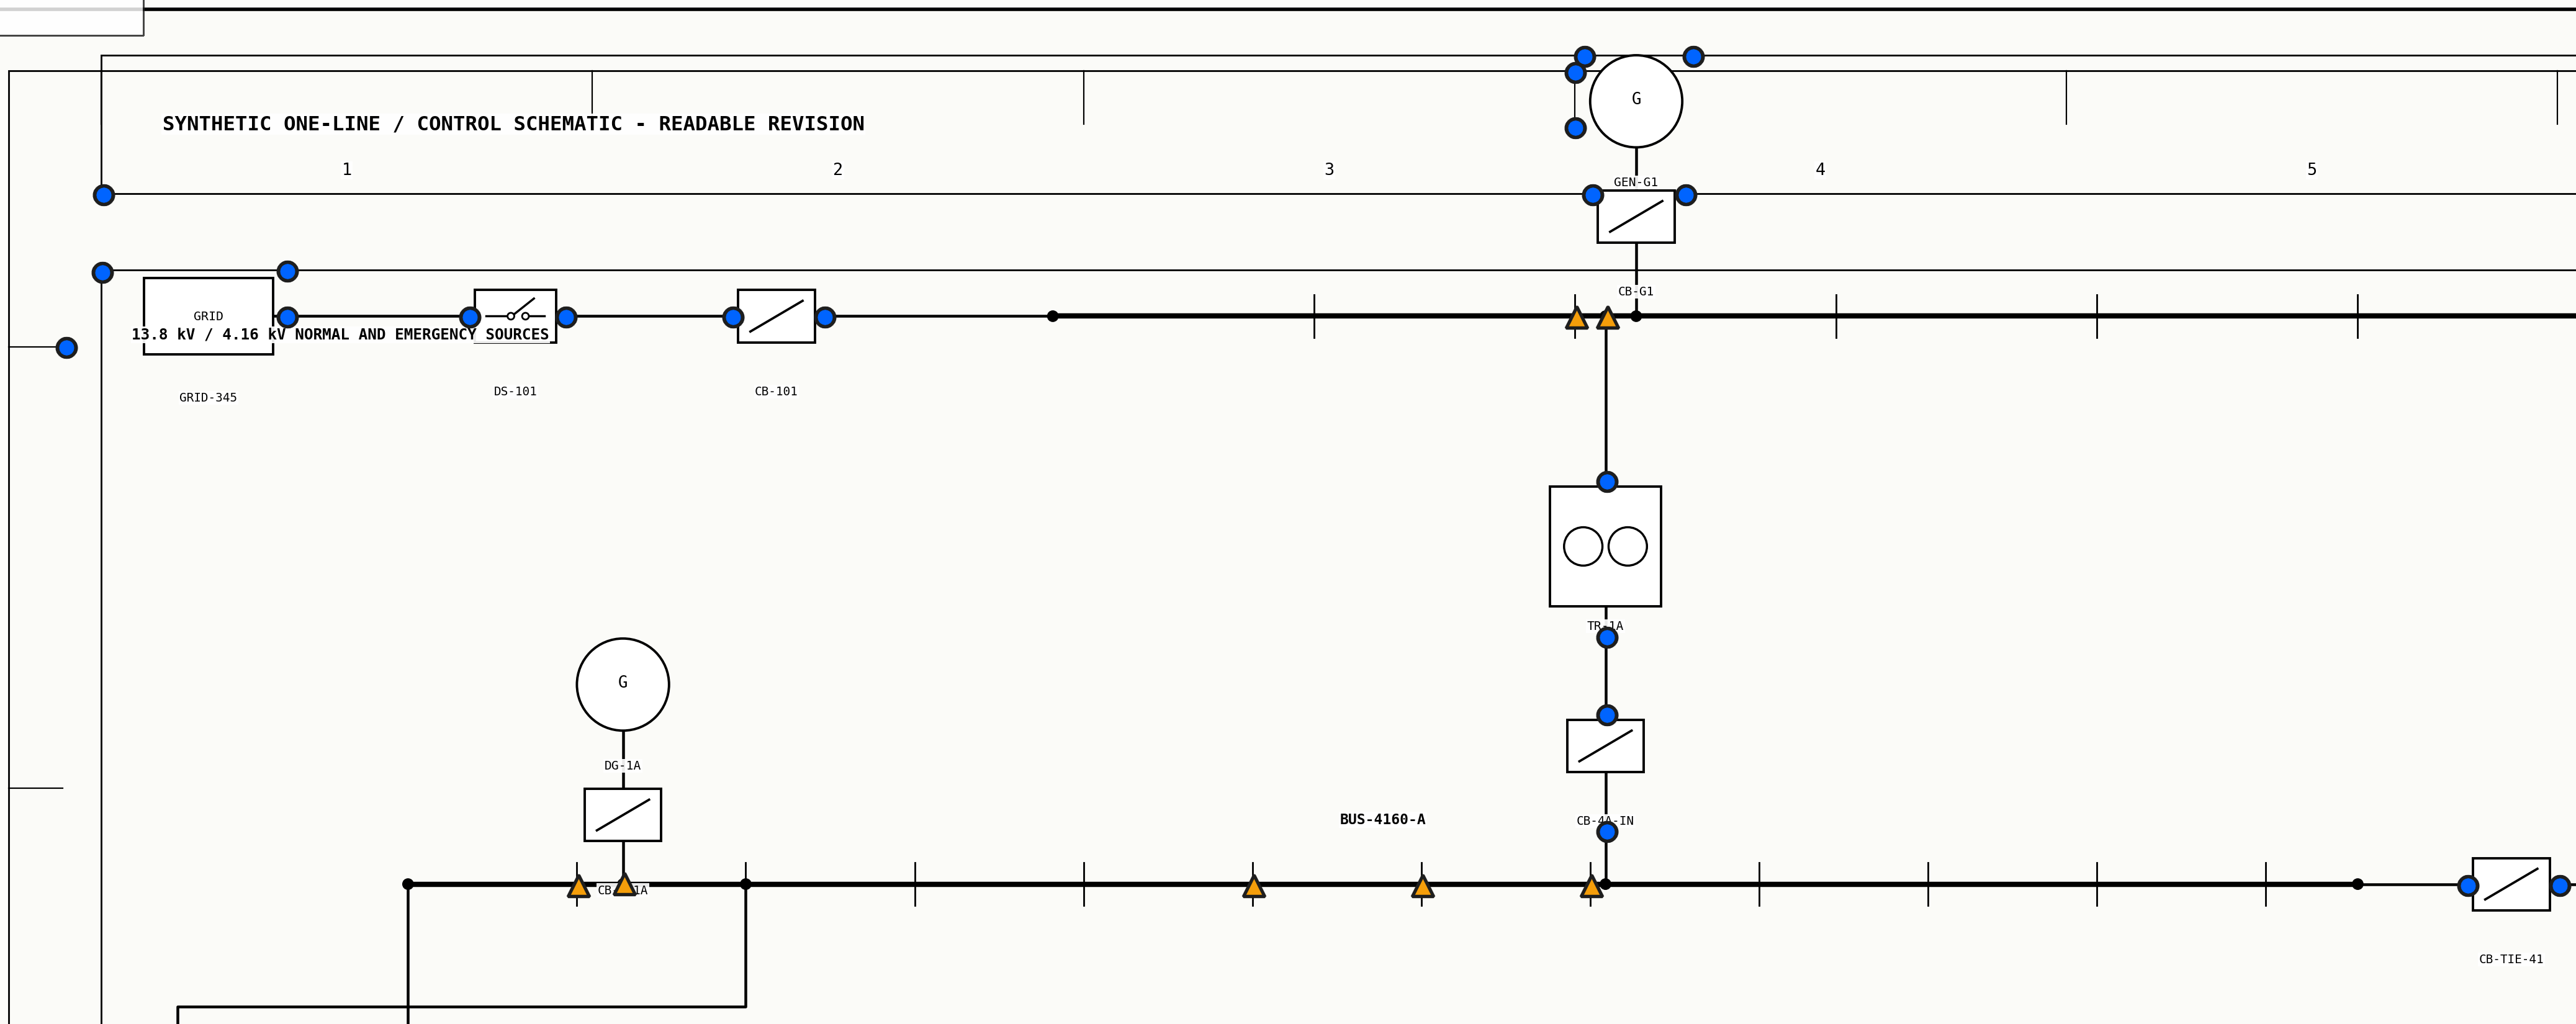 G
SYNTHETIC ONE-LINE / CONTROL SCHEMATIC - READABLE REVISION
1 2 3 4 5
GEN-G1
CB-G1
GRID
13.8 kV / 4.16 kV NORMAL AND EMERGENCY SOURCES
GRID-345 DS-101 CB-101
TR-1A
G
DG-1A
BUS-4160-A CB-4A-IN
CB-TIE-41